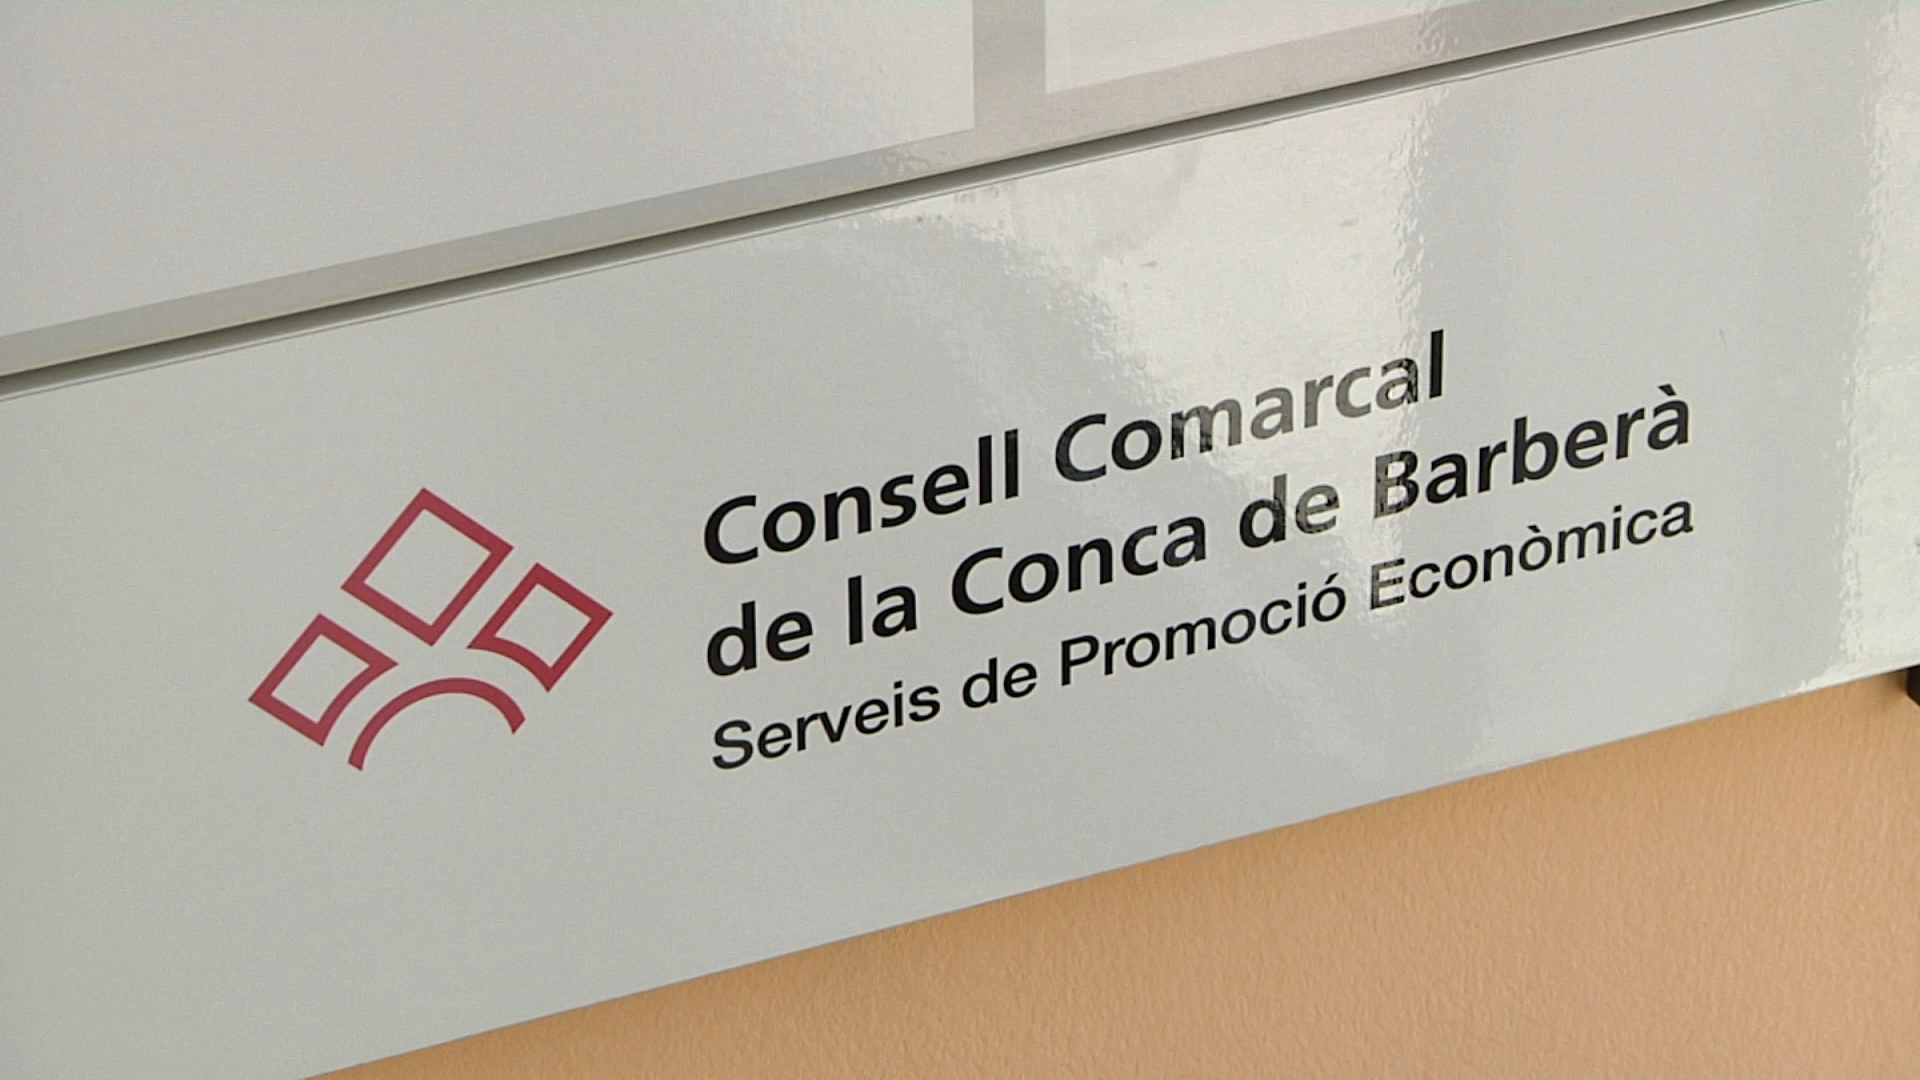 Consell Comarcal
de la Conca de Barberà
Serveis de Promoció Econòmica